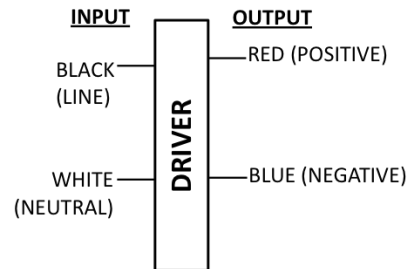 INPUT
OUTPUT
BLACK
(LINE)
RED (POSITIVE)
DRIVER
WHITE
(NEUTRAL)
BLUE (NEGATIVE)